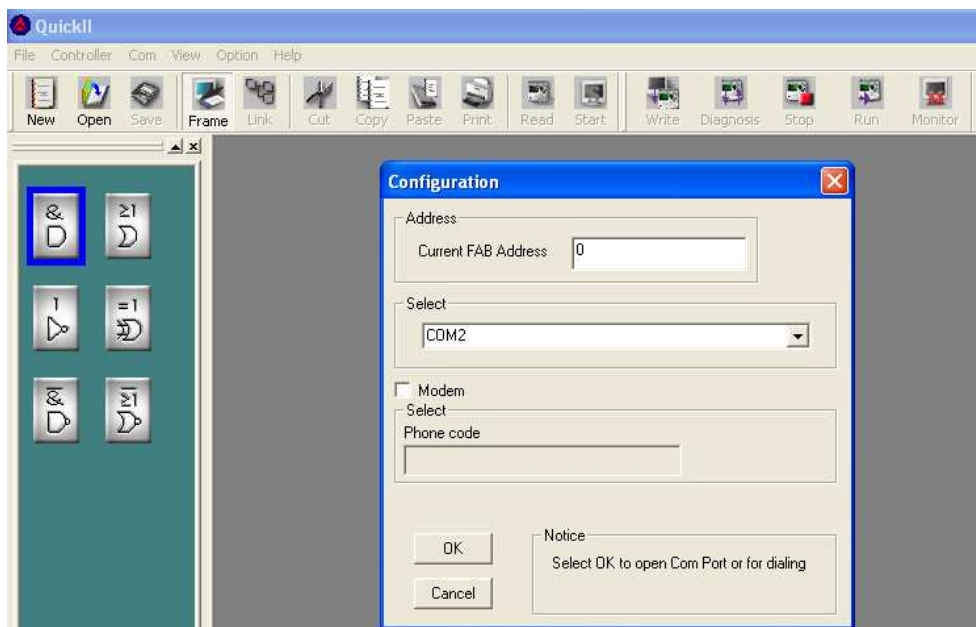 QuickII
File Controller Com View Option Help
New Open Save Frame Link Cut Copy Paste Print Read Start Write Diagnosis Stop Run Monitor
Configuration
Address
Current FAB Address 0
Select
COM2
Modem
Select
Phone code
OK
Cancel
Notice
Select OK to open Com Port or for dialing
& ≥1
1 =1
&̅ ≥̅1̅